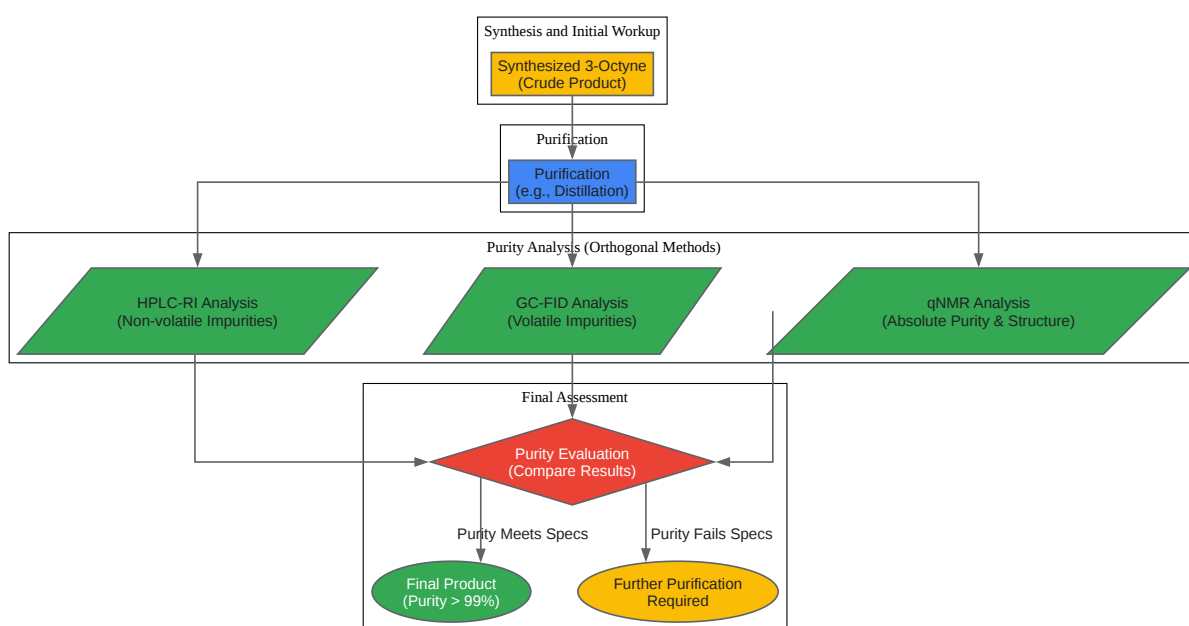 Synthesis and Initial Workup
Synthesized 3-Octyne
(Crude Product)
Purification
Purification
(e.g., Distillation)
Purity Analysis (Orthogonal Methods)
HPLC-RI Analysis
(Non-volatile Impurities)
GC-FID Analysis
(Volatile Impurities)
qNMR Analysis
(Absolute Purity & Structure)
Final Assessment
Purity Evaluation
(Compare Results)
Purity Meets Specs
Purity Fails Specs
Final Product
(Purity > 99%)
Further Purification
Required